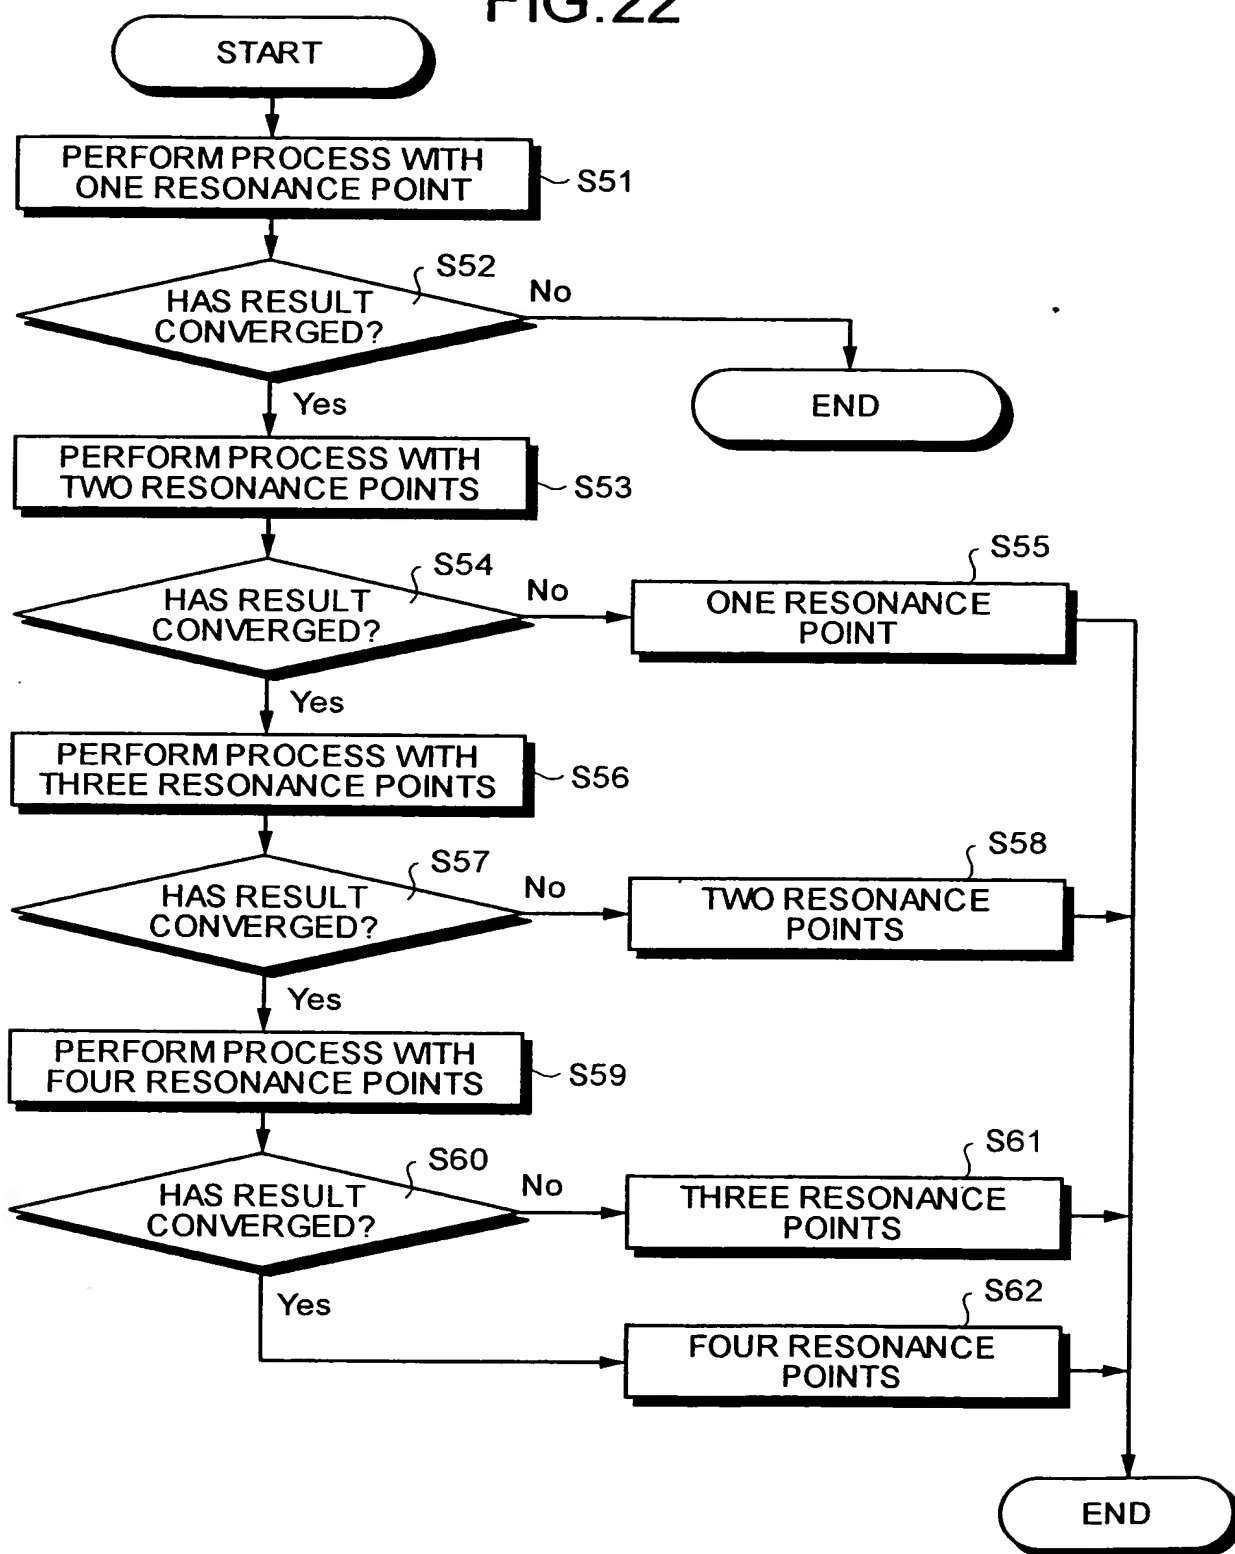 FIG.22
START
PERFORM PROCESS WITH
ONE RESONANCE POINT
S51
S52
HAS RESULT
CONVERGED?
No
END
Yes
PERFORM PROCESS WITH
TWO RESONANCE POINTS
S53
S54
HAS RESULT
CONVERGED?
No
S55
ONE RESONANCE
POINT
Yes
PERFORM PROCESS WITH
THREE RESONANCE POINTS
S56
S57
HAS RESULT
CONVERGED?
No
S58
TWO RESONANCE
POINTS
Yes
PERFORM PROCESS WITH
FOUR RESONANCE POINTS
S59
S60
HAS RESULT
CONVERGED?
No
S61
THREE RESONANCE
POINTS
Yes
S62
FOUR RESONANCE
POINTS
END